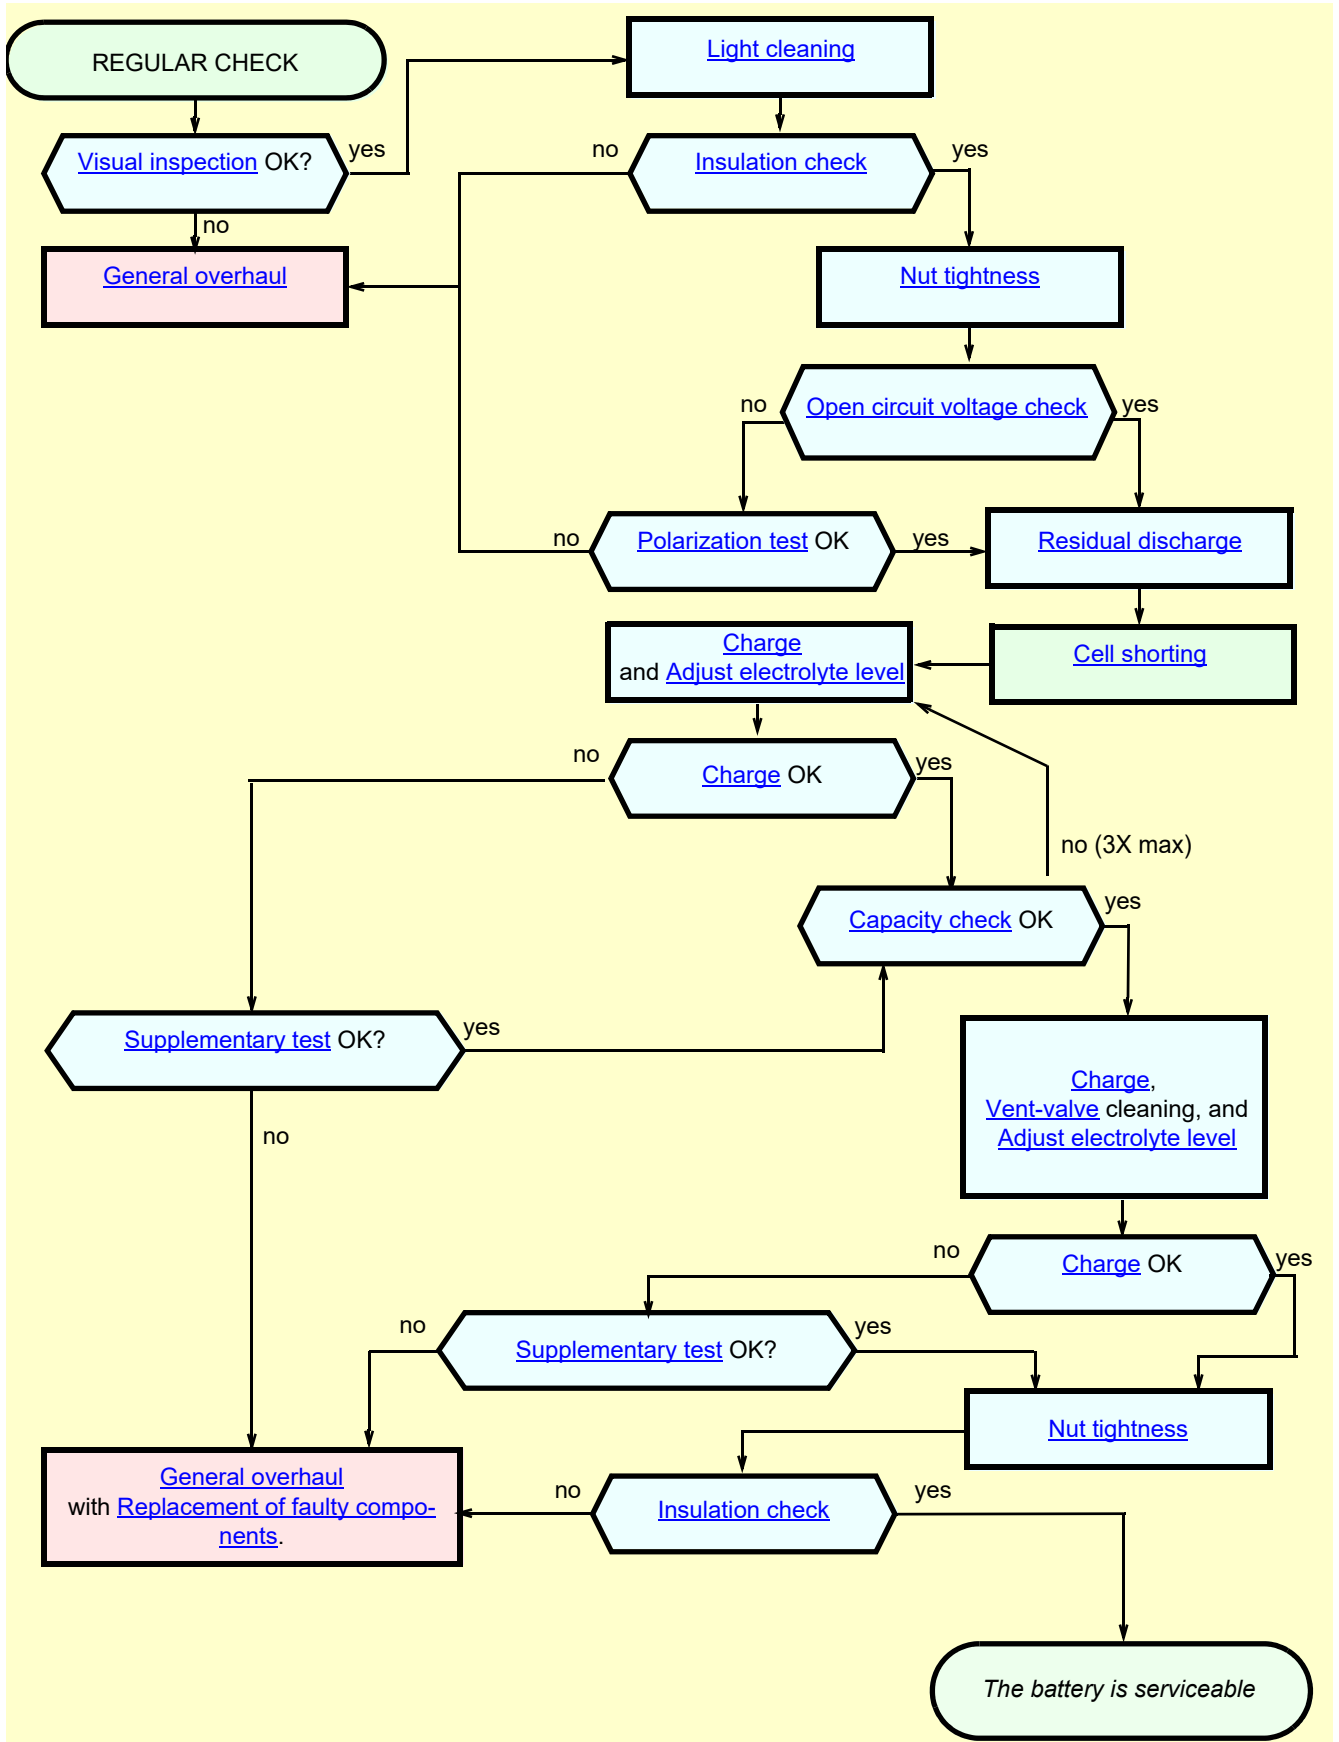 REGULAR CHECK
Light cleaning
Visual inspection OK?
yes
no
no
Insulation check
yes
General overhaul
Nut tightness
no
Open circuit voltage check
yes
no
Polarization test OK
yes
Residual discharge
Charge
and Adjust electrolyte level
Cell shorting
no
Charge OK
yes
no (3X max)
Capacity check OK
yes
Supplementary test OK?
yes
no
Charge,
Vent-valve cleaning, and
Adjust electrolyte level
no
Charge OK
yes
no
Supplementary test OK?
yes
Nut tightness
General overhaul
with Replacement of faulty compo-
nents.
no
Insulation check
yes
The battery is serviceable